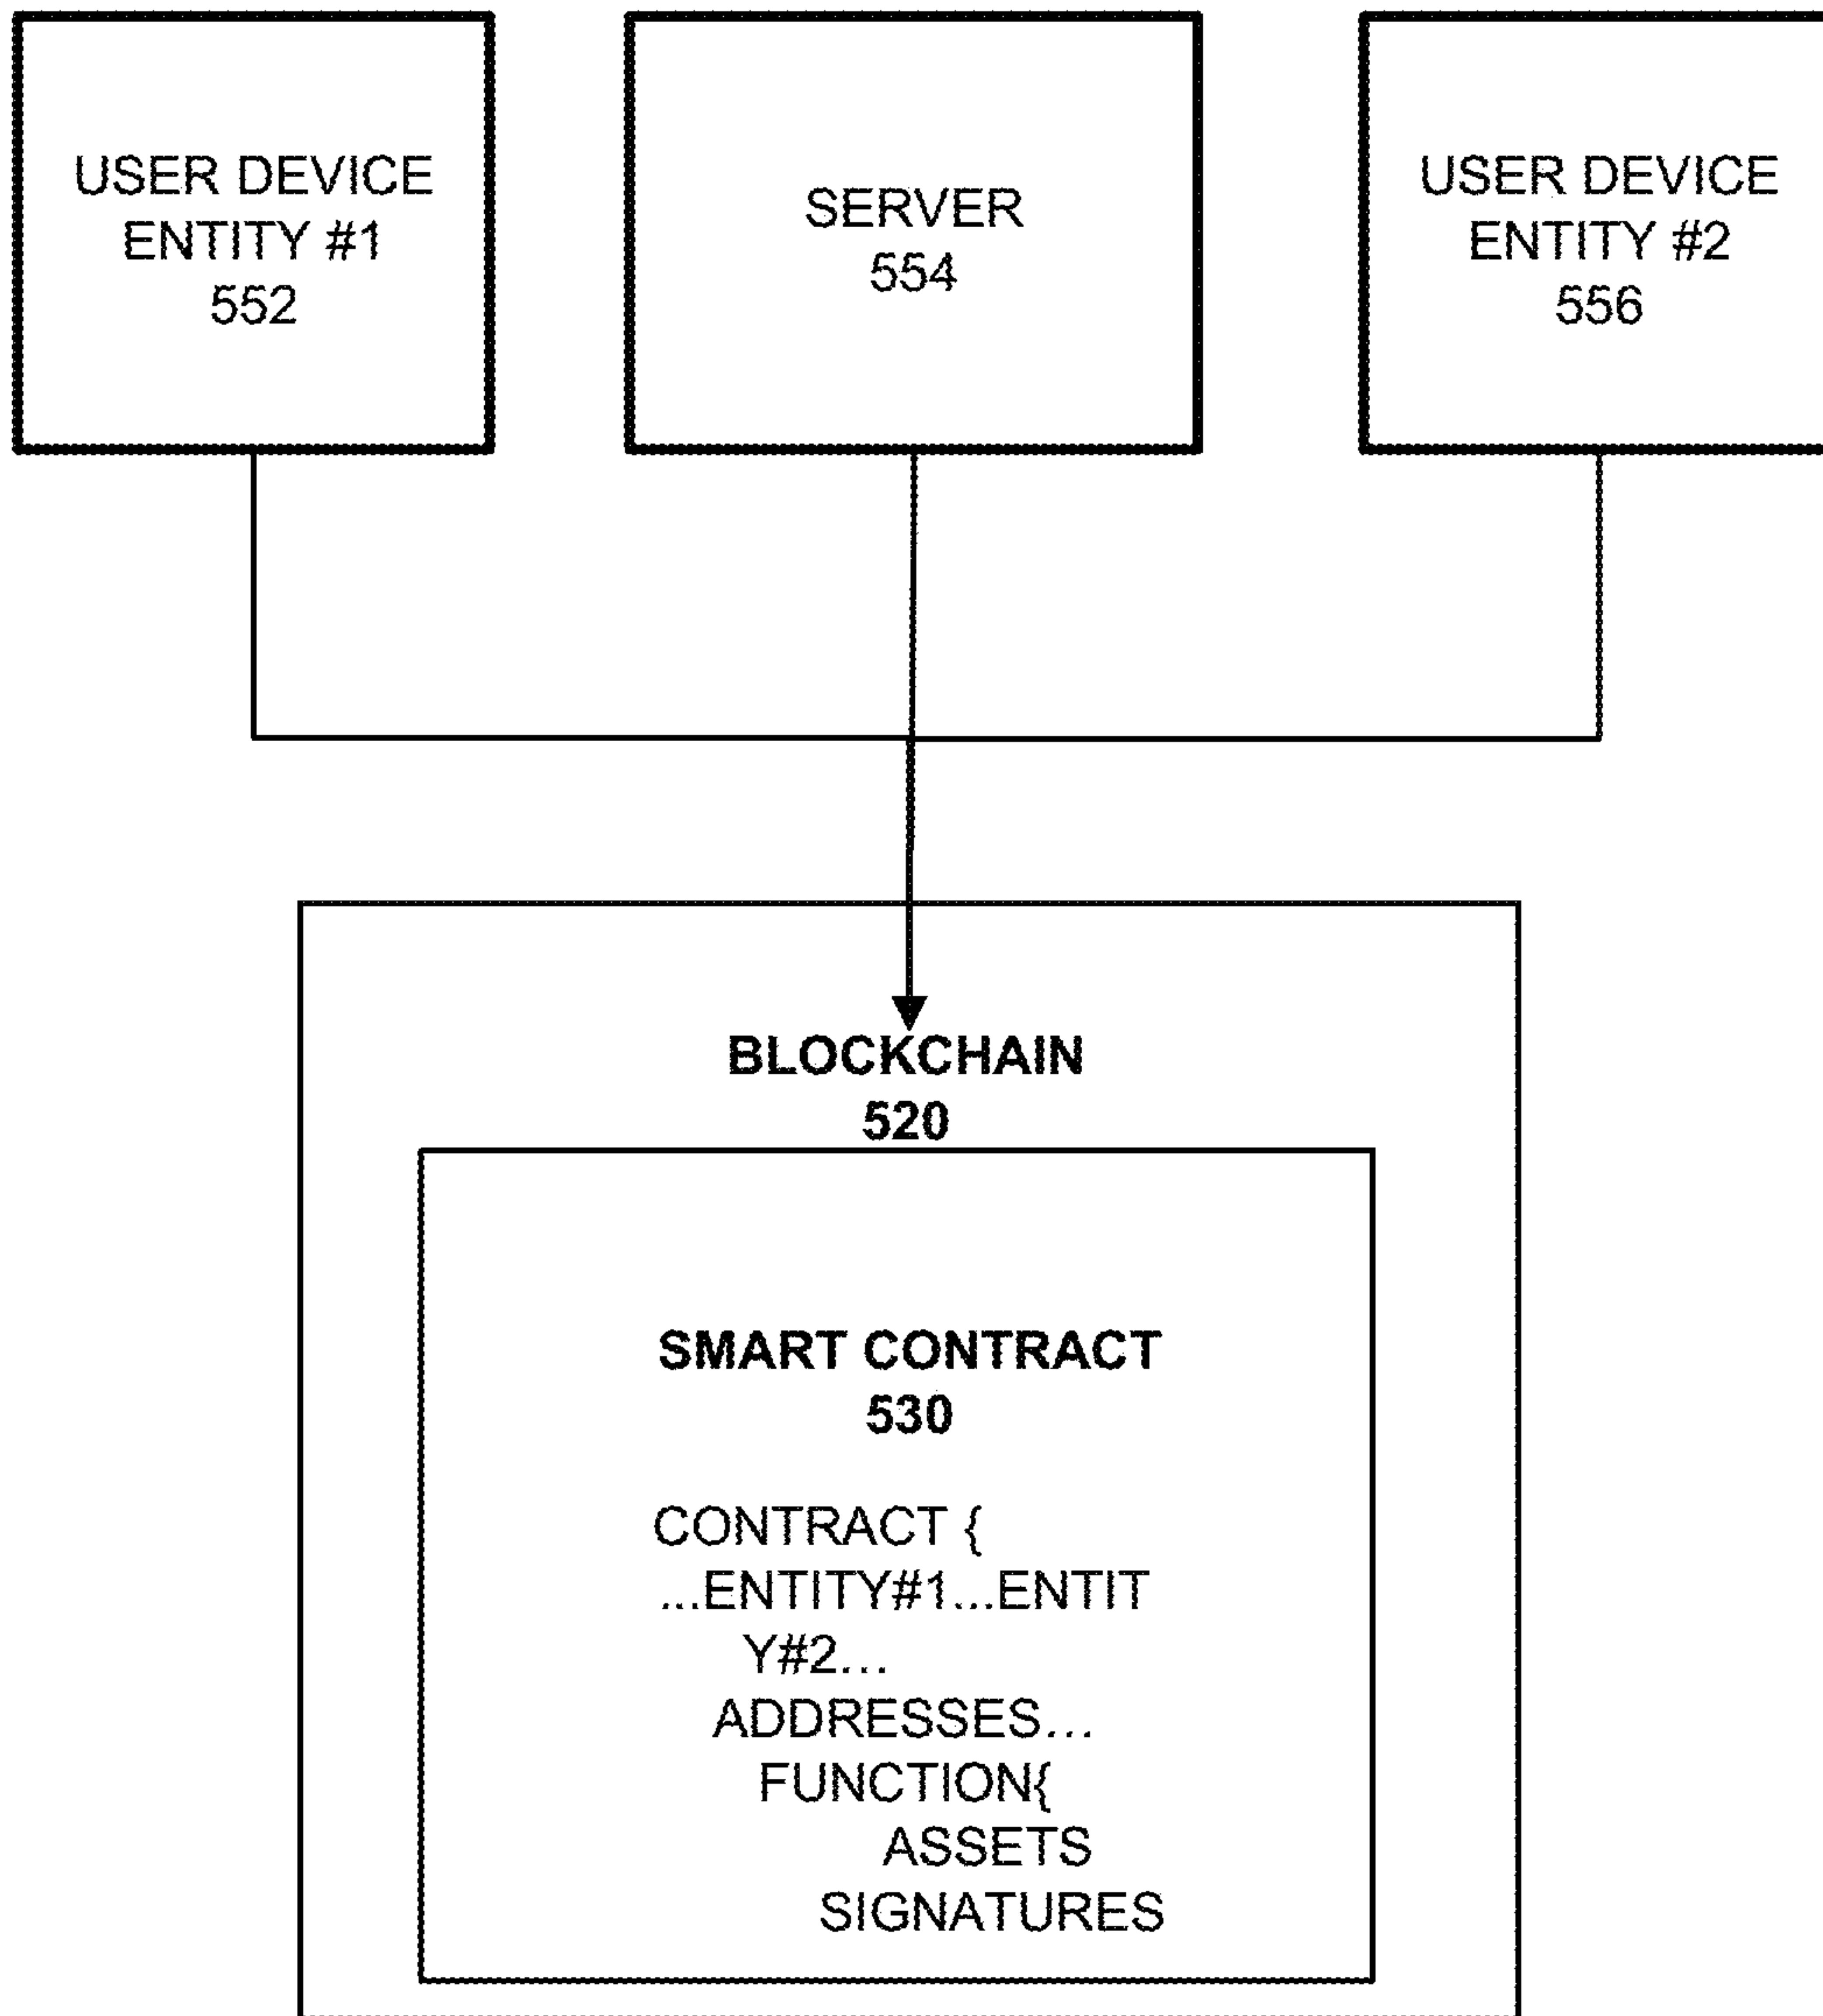 USER DEVICE
ENTITY #1
552
SERVER
554
USER DEVICE
ENTITY #2
556
BLOCKCHAIN
520
SMART CONTRACT
530
CONTRACT {
...ENTITY#1...ENTIT
Y#2...
ADDRESSES...
FUNCTION{
ASSETS
SIGNATURES